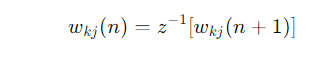 w_{kj}(n) = z^{-1}[w_{kj}(n + 1)]